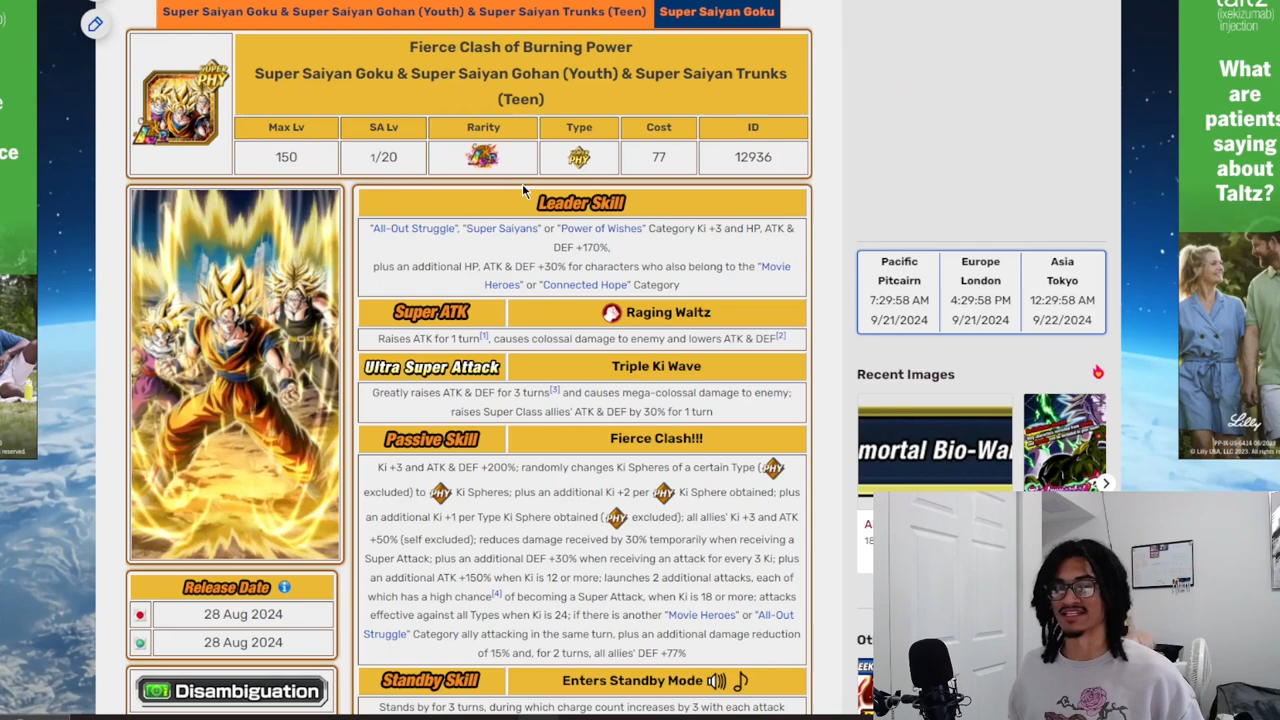 Super Saiyan Goku & Super Saiyan Gohan (Youth) & Super Saiyan Trunks (Teen)
Super Saiyan Goku
Fierce Clash of Burning Power
Super Saiyan Goku & Super Saiyan Gohan (Youth) & Super Saiyan Trunks
(Teen)
SUPER PHY
Max Lv
SA Lv
Rarity
Type
Cost
ID
150
1/20
77
12936
Leader Skill
"All-Out Struggle", "Super Saiyans" or "Power of Wishes" Category Ki +3 and HP, ATK &
DEF +170%,
plus an additional HP, ATK & DEF +30% for characters who also belong to the "Movie
Heroes" or "Connected Hope" Category
Super ATK
Raging Waltz
Raises ATK for 1 turn[1], causes colossal damage to enemy and lowers ATK & DEF[2]
Ultra Super Attack
Triple Ki Wave
Greatly raises ATK & DEF for 3 turns[3] and causes mega-colossal damage to enemy;
raises Super Class allies' ATK & DEF by 30% for 1 turn
Passive Skill
Fierce Clash!!!
Ki +3 and ATK & DEF +200%; randomly changes Ki Spheres of a certain Type (PHY
excluded) to PHY Ki Spheres; plus an additional Ki +2 per PHY Ki Sphere obtained; plus
an additional Ki +1 per Type Ki Sphere obtained (PHY excluded); all allies' Ki +3 and ATK
+50% (self excluded); reduces damage received by 30% temporarily when receiving a
Super Attack; plus an additional DEF +30% when receiving an attack for every 3 Ki; plus
an additional ATK +150% when Ki is 12 or more; launches 2 additional attacks, each of
which has a high chance[4] of becoming a Super Attack, when Ki is 18 or more; attacks
effective against all Types when Ki is 24; if there is another "Movie Heroes" or "All-Out
Struggle" Category ally attacking in the same turn, plus an additional damage reduction
of 15% and, for 2 turns, all allies' DEF +77%
Standby Skill
Enters Standby Mode
Stands by for 3 turns, during which charge count increases by 3 with each attack
Release Date
28 Aug 2024
28 Aug 2024
Disambiguation
Pacific
Pitcairn
7:29:58 AM
9/21/2024
Europe
London
4:29:58 PM
9/21/2024
Asia
Tokyo
12:29:58 AM
9/22/2024
Recent Images
mortal Bio-Wa
taltz
(ixekizumab)
injection
What
are
patients
saying
about
Taltz?
Lilly